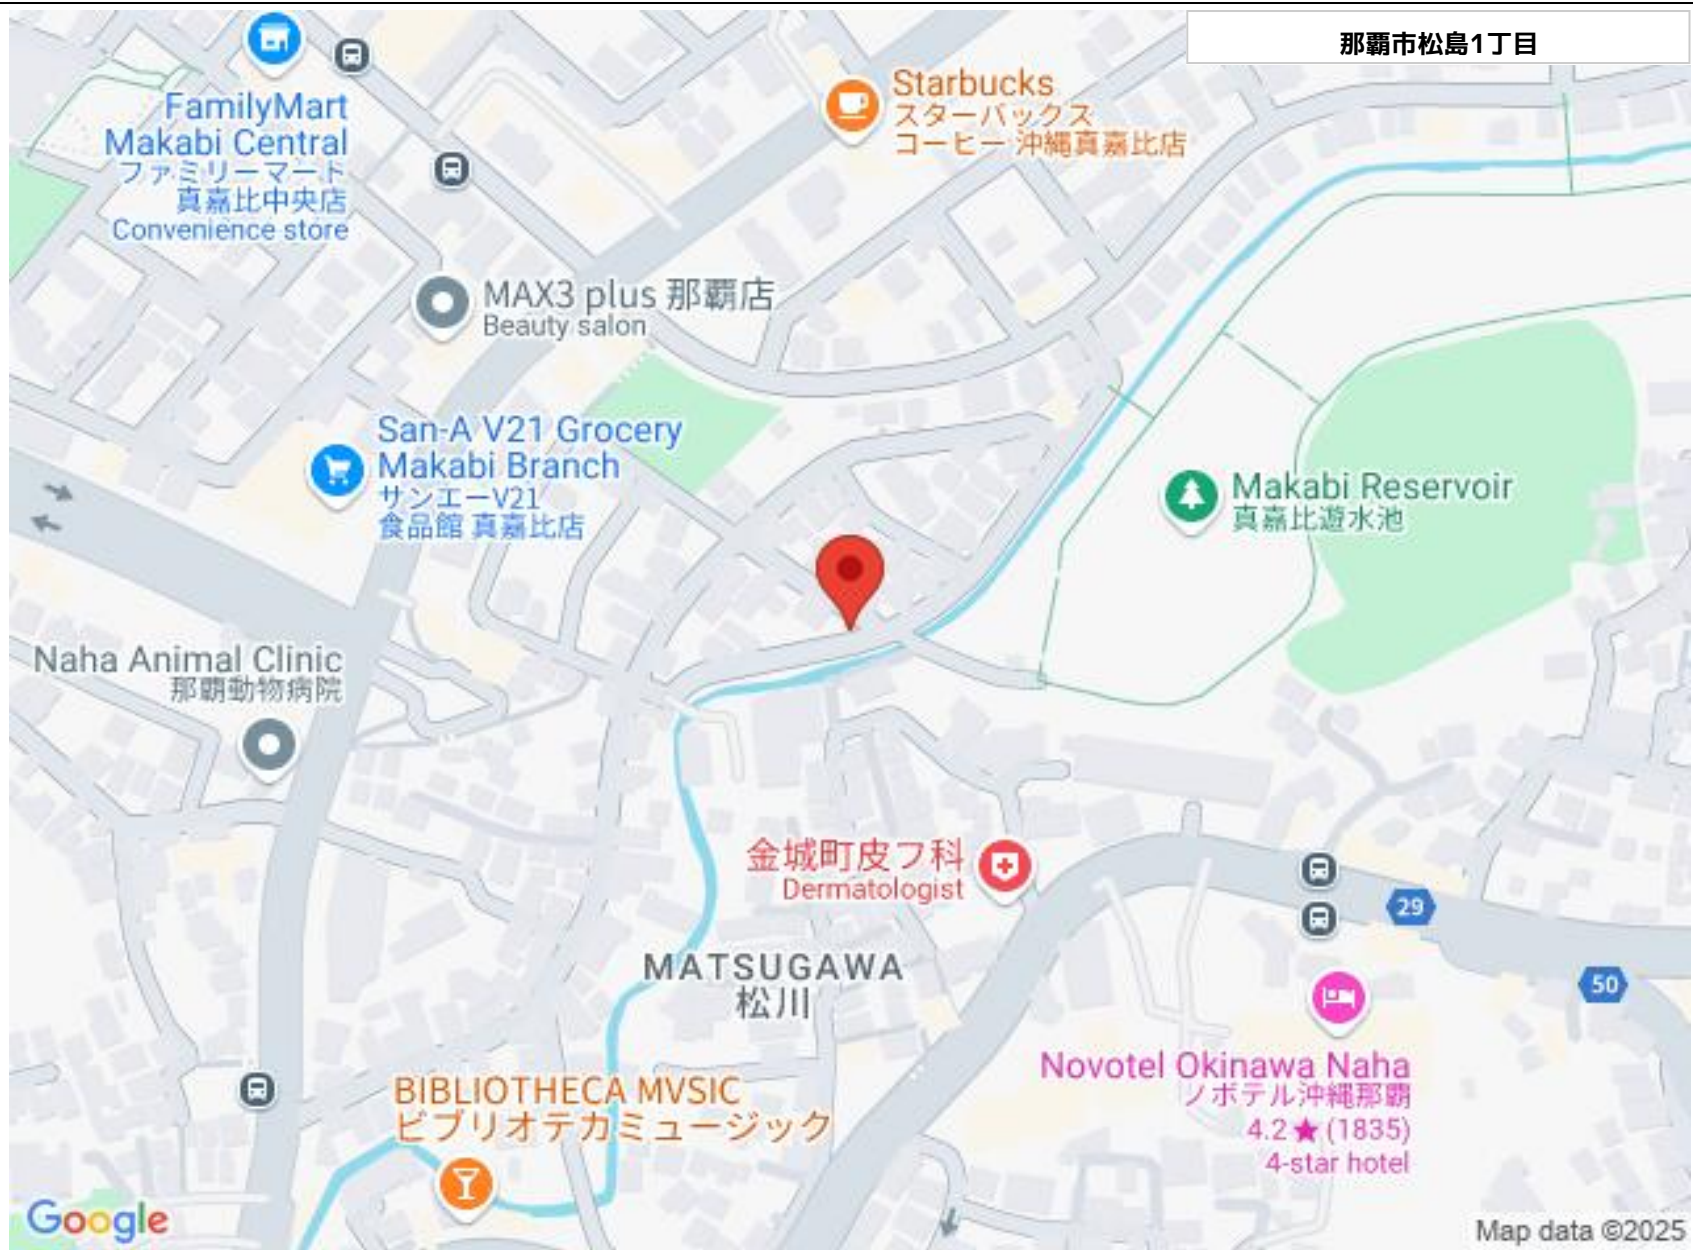 那覇市松島1丁目
Starbucks
スターバックス
コーヒー 沖縄真嘉比店
FamilyMart
Makabi Central
ファミリーマート
真嘉比中央店
Convenience store
MAX3 plus 那覇店
Beauty salon
San-A V21 Grocery
Makabi Branch
サンエーV21
食品館 真嘉比店
Makabi Reservoir
真嘉比遊水池
Naha Animal Clinic
那覇動物病院
金城町皮フ科
Dermatologist
29
MATSUGAWA
松川
50
Novotel Okinawa Naha
ノボテル沖縄那覇
4.2★(1835)
4-star hotel
BIBLIOTHECA MVSIC
ビブリオテカミュージック
Google
Map data ©2025